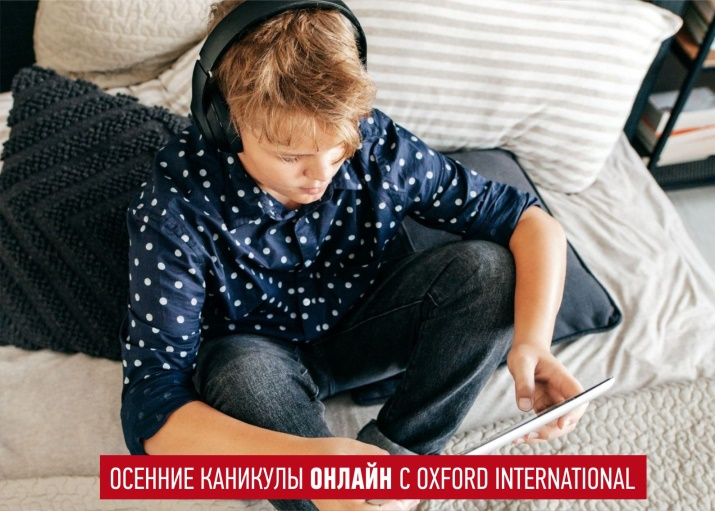 ОСЕННИЕ КАНИКУЛЫ ОНЛАЙН С OXFORD INTERNATIONAL